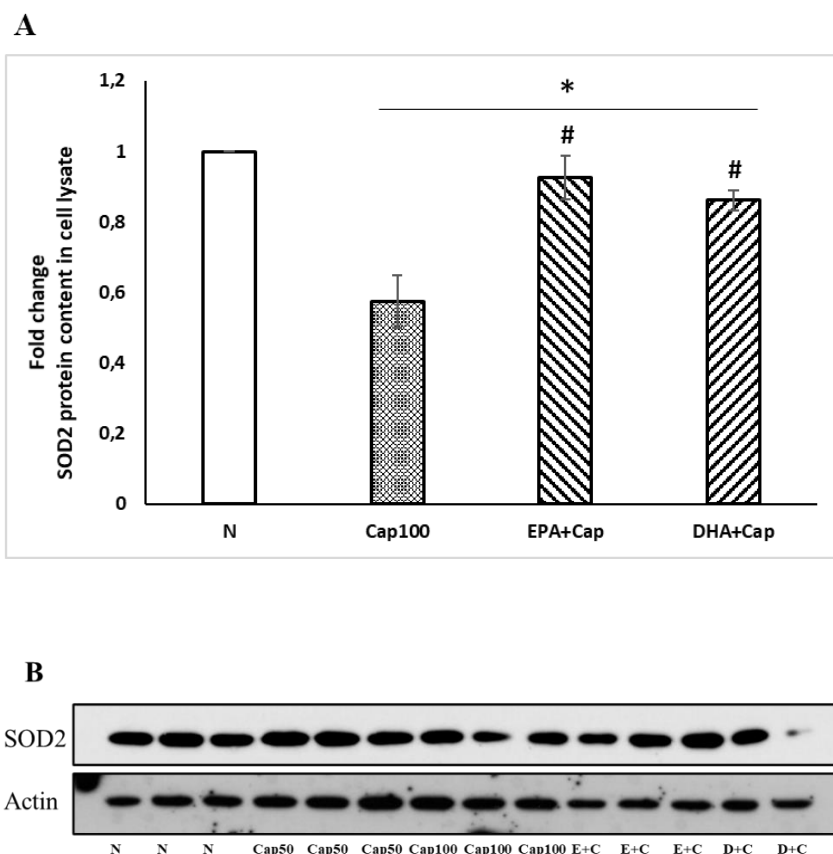 A
Fold change
SOD2 protein content in cell lysate
1,2
1
0,8
0,6
0,4
0,2
0
*
#
#
N Cap100 EPA+Cap DHA+Cap
B
SOD2
Actin
N N N Cap50 Cap50 Cap50 Cap100 Cap100 Cap100 E+C E+C E+C D+C D+C